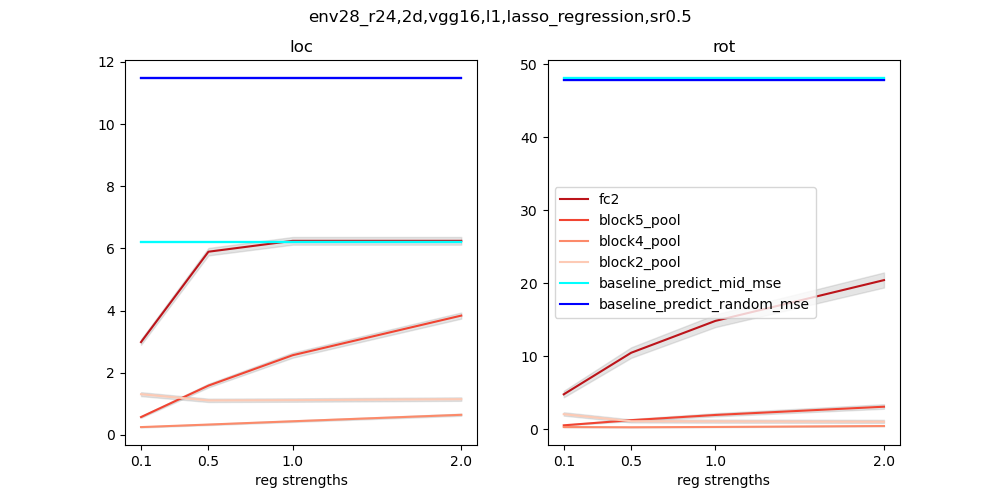 env28_r24,2d,vgg16,l1,lasso_regression,sr0.5
loc
12
10
8
6
4
2
0
0.1 0.5 1.0 2.0
reg strengths
rot
50
40
30
20
10
0
fc2
block5_pool
block4_pool
block2_pool
baseline_predict_mid_mse
baseline_predict_random_mse
0.1 0.5 1.0 2.0
reg strengths